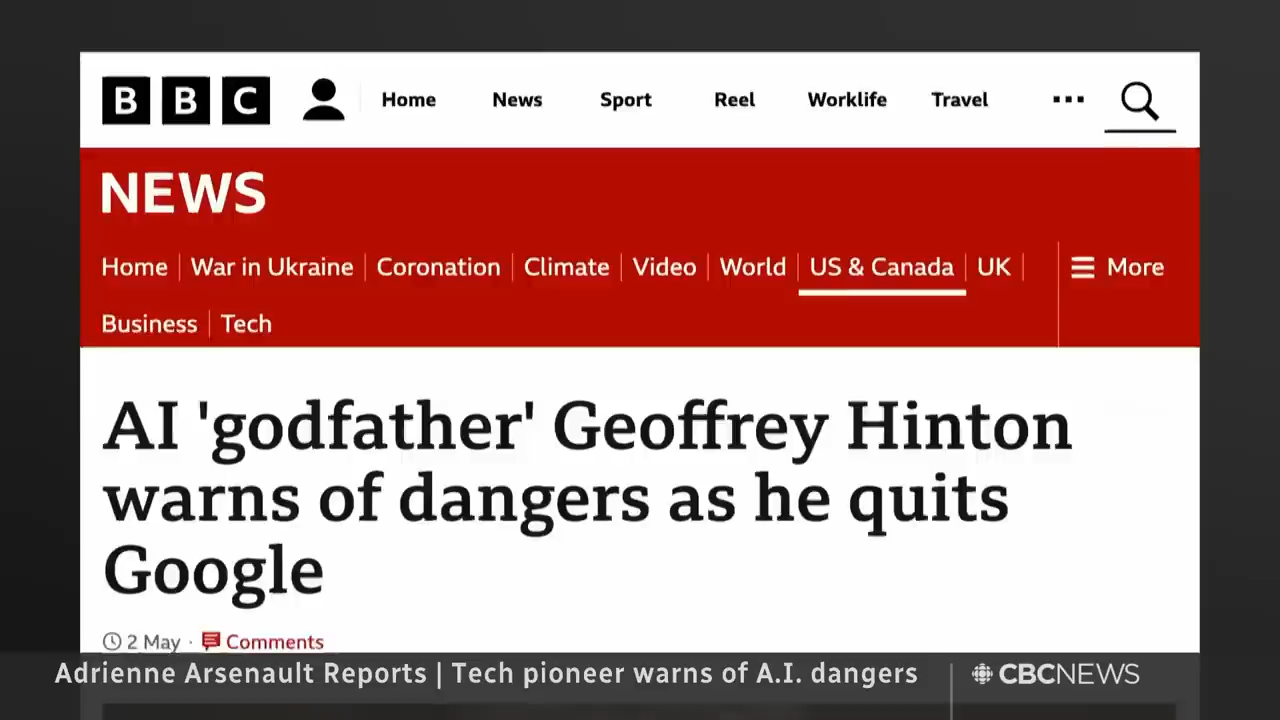 BBC Home News Sport Reel Worklife Travel ...
NEWS
Home War in Ukraine Coronation Climate Video World US & Canada UK More
Business Tech
AI 'godfather' Geoffrey Hinton
warns of dangers as he quits
Google
2 May · Comments
Adrienne Arsenault Reports | Tech pioneer warns of A.I. dangers CBCNEWS